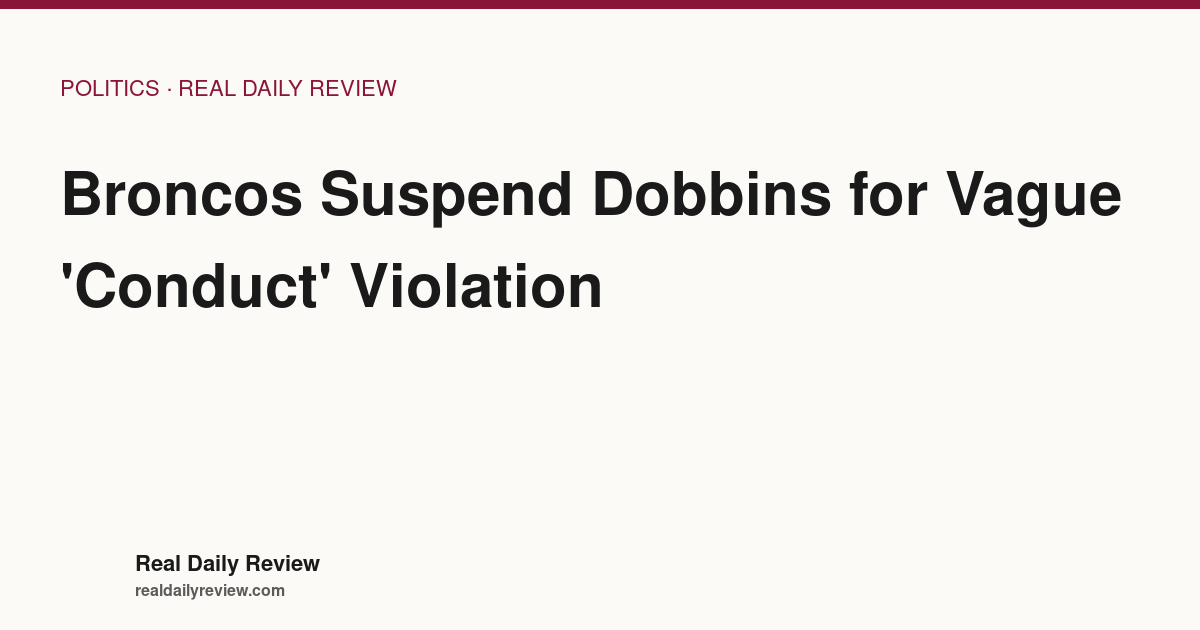 POLITICS · REAL DAILY REVIEW
Broncos Suspend Dobbins for Vague
'Conduct' Violation
Real Daily Review
realdailyreview.com